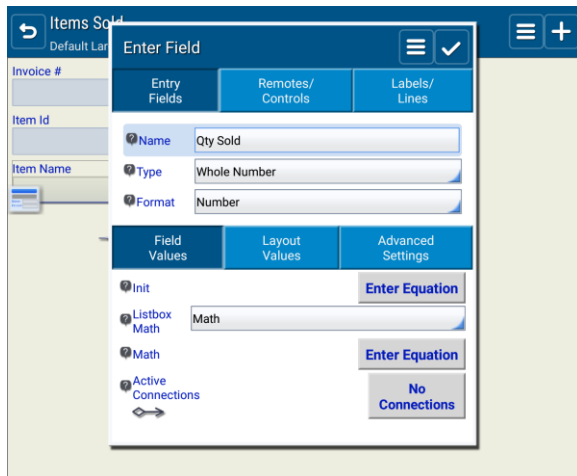 Items So
Default Lar
Invoice #
Item Id
Item Name
Enter Field
Entry
Fields
Remotes/
Controls
Labels/
Lines
Name
Qty Sold
Type
Whole Number
Format
Number
Field
Values
Layout
Values
Advanced
Settings
Init
Enter Equation
Listbox
Math
Math
Math
Enter Equation
Active
Connections
No
Connections